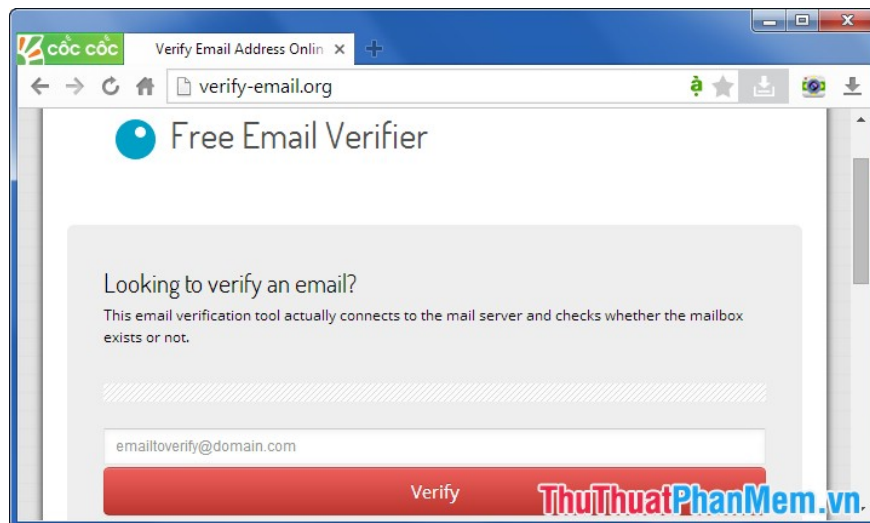 cốc cốc
Verify Email Address Onlin
verify-email.org
ạ
Free Email Verifier
Looking to verify an email?
This email verification tool actually connects to the mail server and checks whether the mailbox
exists or not.
emailtoverify@domain.com
Verify
ThuThuatPhanMem.vn